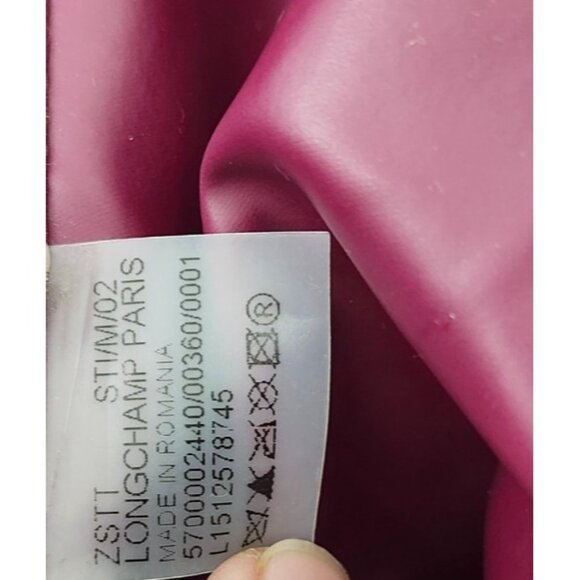 ZSTT STI/M/02
LONGCHAMP PARIS
MADE IN ROMANIA
5700002440/00360/0001
L1512578745
®